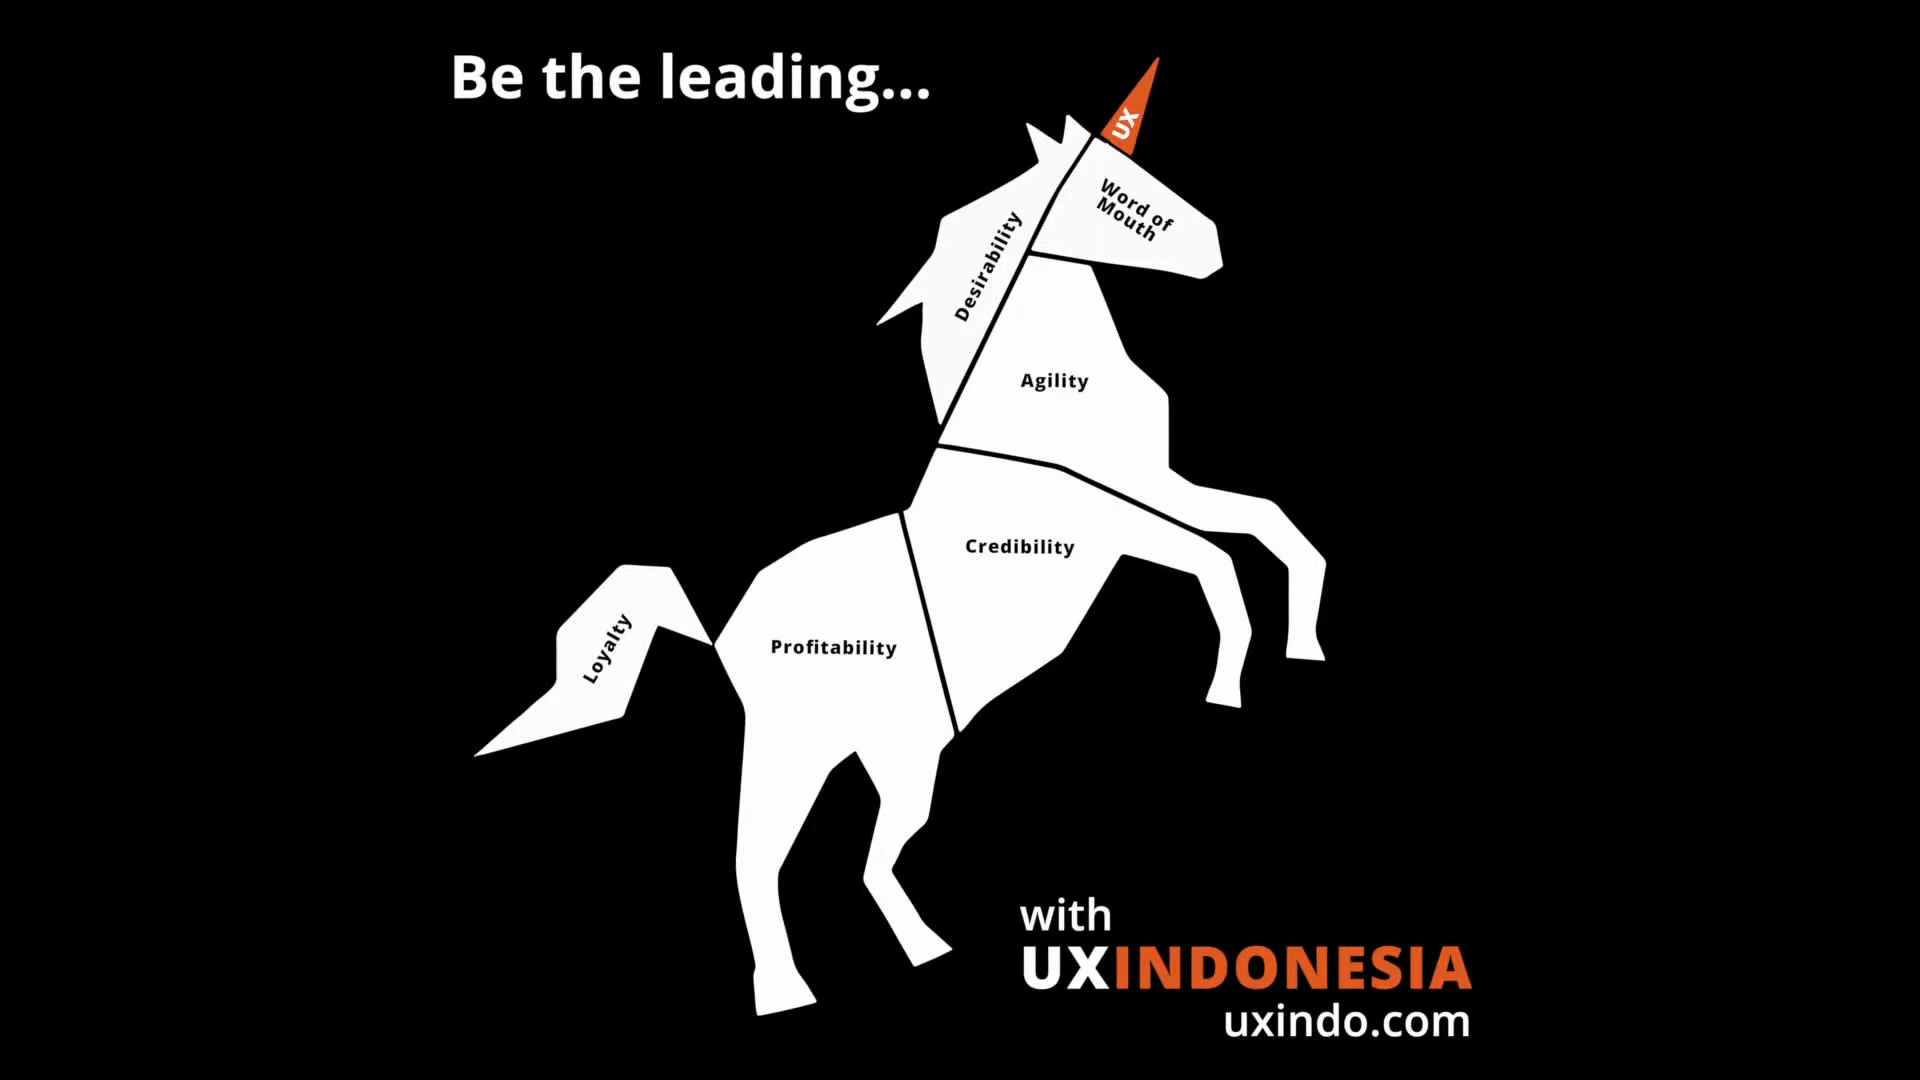 Be the leading...
UX
Word of
Mouth
Desirability
Agility
Credibility
Profitability
Loyalty
with
UXINDONESIA
uxindo.com